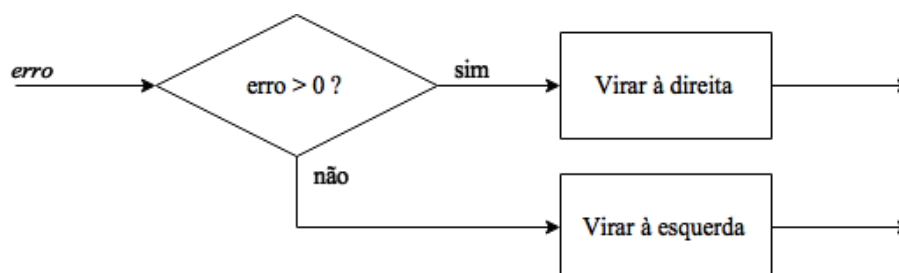 erro
erro > 0 ?
sim
Virar à direita
não
Virar à esquerda